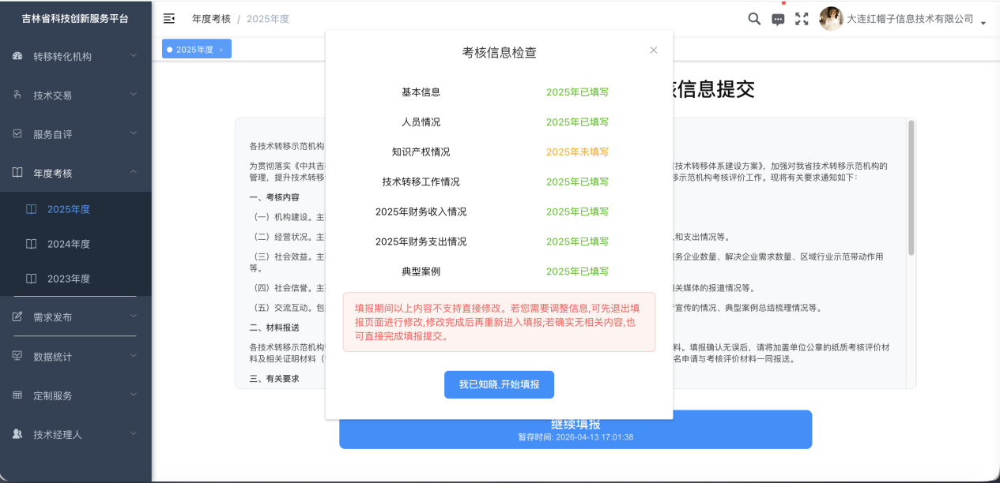 吉林省科技创新服务平台
年度考核 / 2025年度
大连红帽子信息技术有限公司
转移转化机构
技术交易
服务自评
年度考核
2025年度
2024年度
2023年度
需求发布
数据统计
定制服务
技术经理人
2025年度 ×
信息提交
考核信息检查
基本信息 2025年已填写
人员情况 2025年已填写
知识产权情况 2025年未填写
技术转移工作情况 2025年已填写
2025年财务收入情况 2025年已填写
2025年财务支出情况 2025年已填写
典型案例 2025年已填写
填报期间以上内容不支持直接修改。若您需要调整信息,可先退出填
报页面进行修改,修改完成后再重新进入填报;若确实无相关内容,也
可直接完成填报提交。
我已知晓,开始填报
各技术转移示范机构
为贯彻落实《中共吉 技术转移体系建设方案》，加强对我省技术转移示范机构的
管理，提升技术转移 移示范机构考核评价工作。现将有关要求通知如下：
一、考核内容
（一）机构建设。主
（二）经营状况。主 和支出情况等。
（三）社会效益。主 务企业数量、解决企业需求数量、区域行业示范带动作用
等。
（四）社会信誉。主 关媒体的报道情况等。
（五）交流互动。包 宣传的情况、典型案例总结梳理情况等。
二、材料报送
各技术转移示范机构 料。填报确认无误后，请将加盖单位公章的纸质考核评价材
料及相关证明材料（ 名申请与考核评价材料一同报送。
三、有关要求
继续填报
暂存时间: 2026-04-13 17:01:38